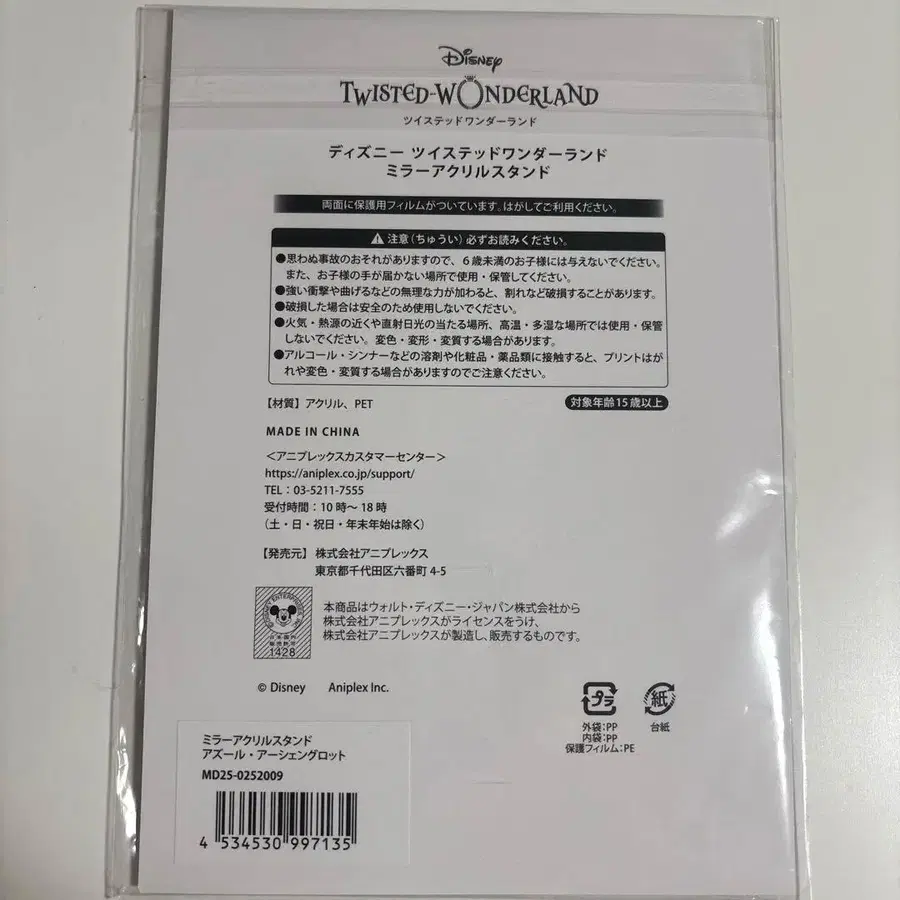 Disney
TWISTED-WONDERLAND
ツイステッドワンダーランド
ディズニー ツイステッドワンダーランド
ミラーアクリルスタンド
両面に保護用フィルムがついています。はがしてご利用ください。
注意(ちゅうい)必ずお読みください。
●思わぬ事故のおそれがありますので、6歳未満のお子様には与えないでください。
また、お子様の手が届かない場所で使用・保管してください。
●強い衝撃や曲げるなどの無理な力が加わると、割れなど破損することがあります。
●破損した場合は安全のため使用しないでください。
●火気・熱源の近くや直射日光の当たる場所、高温・多湿な場所では使用・保管
しないでください。変色・変形・変質する場合があります。
●アルコール・シンナーなどの溶剤や化粧品・薬品類に接触すると、プリントはが
れや変色・変質する場合がありますのでご注意ください。
【材質】アクリル、PET
対象年齢15歳以上
MADE IN CHINA
<アニプレックスカスタマーセンター>
https://aniplex.co.jp/support/
TEL:03-5211-7555
受付時間:10時〜18時
(土・日・祝日・年末年始は除く)
【発売元】株式会社アニプレックス
東京都千代田区六番町 4-5
本商品はウォルト・ディズニー・ジャパン株式会社から
株式会社アニプレックスがライセンスをうけ、
株式会社アニプレックスが製造し、販売するものです。
日本国内
販売許可
1428
© Disney Aniplex Inc.
プラ
外袋:PP
内袋:PP
保護フィルム:PE
紙
台紙
ミラーアクリルスタンド
アズール・アーシェングロット
MD25-0252009
4 534530 997135